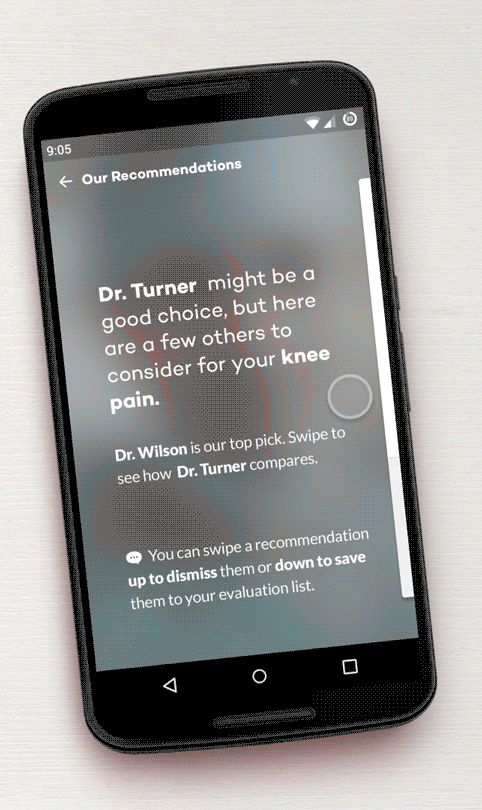 9:05
Our Recommendations
Dr. Turner might be a
good choice, but here
are a few others to
consider for your knee
pain.
Dr. Wilson is our top pick. Swipe to
see how Dr. Turner compares.
You can swipe a recommendation
up to dismiss them or down to save
them to your evaluation list.